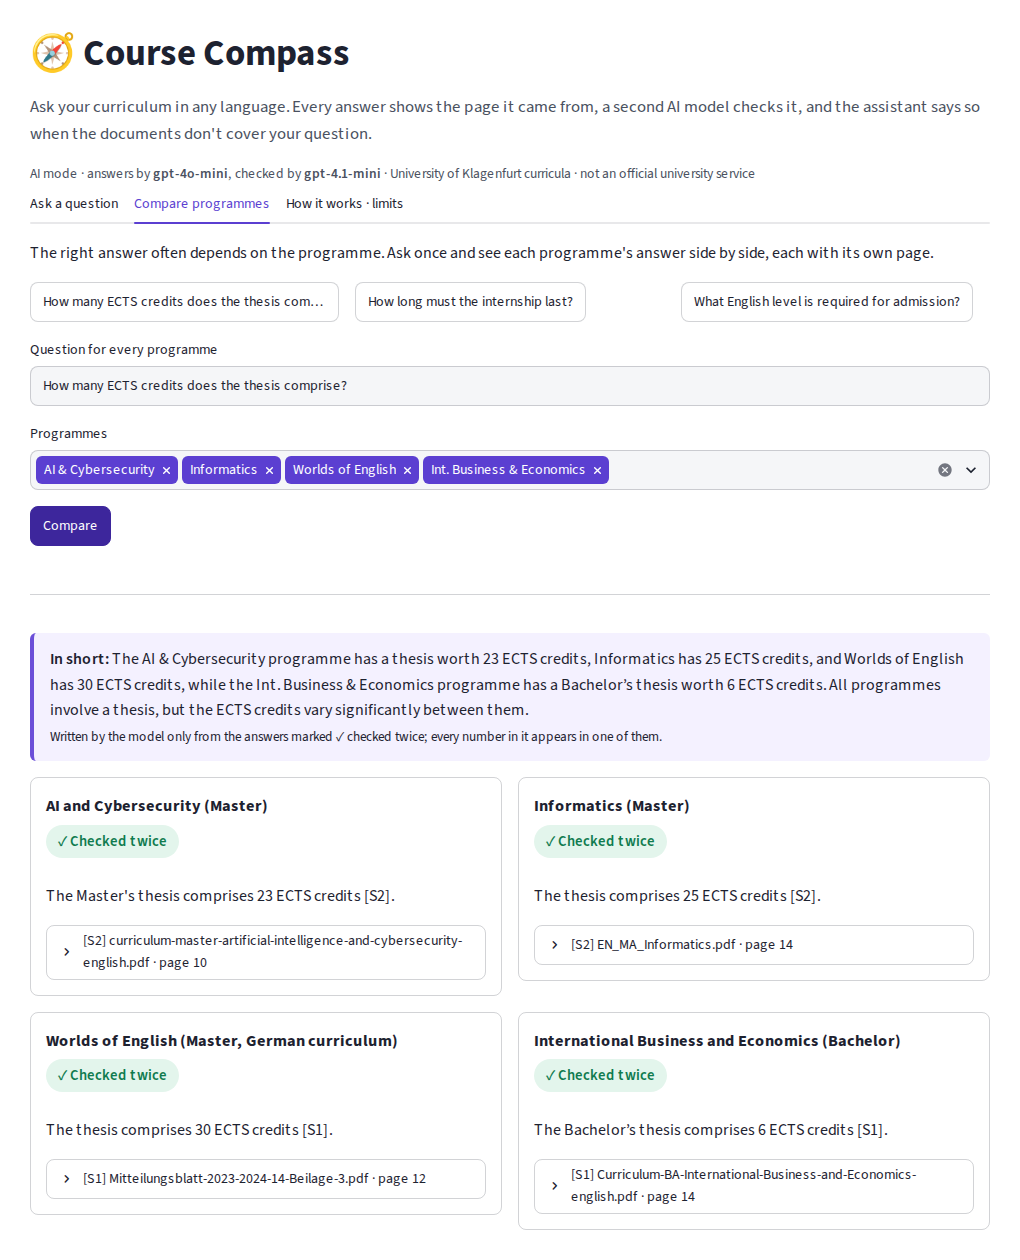 Course Compass
Ask your curriculum in any language. Every answer shows the page it came from, a second AI model checks it, and the assistant says so
when the documents don't cover your question.
AI mode · answers by gpt-4o-mini, checked by gpt-4.1-mini · University of Klagenfurt curricula · not an official university service
Ask a question Compare programmes How it works · limits
The right answer often depends on the programme. Ask once and see each programme's answer side by side, each with its own page.
How many ECTS credits does the thesis com… How long must the internship last? What English level is required for admission?
Question for every programme
How many ECTS credits does the thesis comprise?
Programmes
AI & Cybersecurity × Informatics × Worlds of English × Int. Business & Economics ×
Compare
In short: The AI & Cybersecurity programme has a thesis worth 23 ECTS credits, Informatics has 25 ECTS credits, and Worlds of English
has 30 ECTS credits, while the Int. Business & Economics programme has a Bachelor’s thesis worth 6 ECTS credits. All programmes
involve a thesis, but the ECTS credits vary significantly between them.
Written by the model only from the answers marked ✓ checked twice; every number in it appears in one of them.
AI and Cybersecurity (Master)
✓ Checked twice
The Master's thesis comprises 23 ECTS credits [S2].
[S2] curriculum-master-artificial-intelligence-and-cybersecurity-
english.pdf · page 10
Informatics (Master)
✓ Checked twice
The thesis comprises 25 ECTS credits [S2].
[S2] EN_MA_Informatics.pdf · page 14
Worlds of English (Master, German curriculum)
✓ Checked twice
The thesis comprises 30 ECTS credits [S1].
[S1] Mitteilungsblatt-2023-2024-14-Beilage-3.pdf · page 12
International Business and Economics (Bachelor)
✓ Checked twice
The Bachelor’s thesis comprises 6 ECTS credits [S1].
[S1] Curriculum-BA-International-Business-and-Economics-
english.pdf · page 14